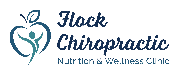 Flock
Chiropractic
Nutrition & Wellness Clinic